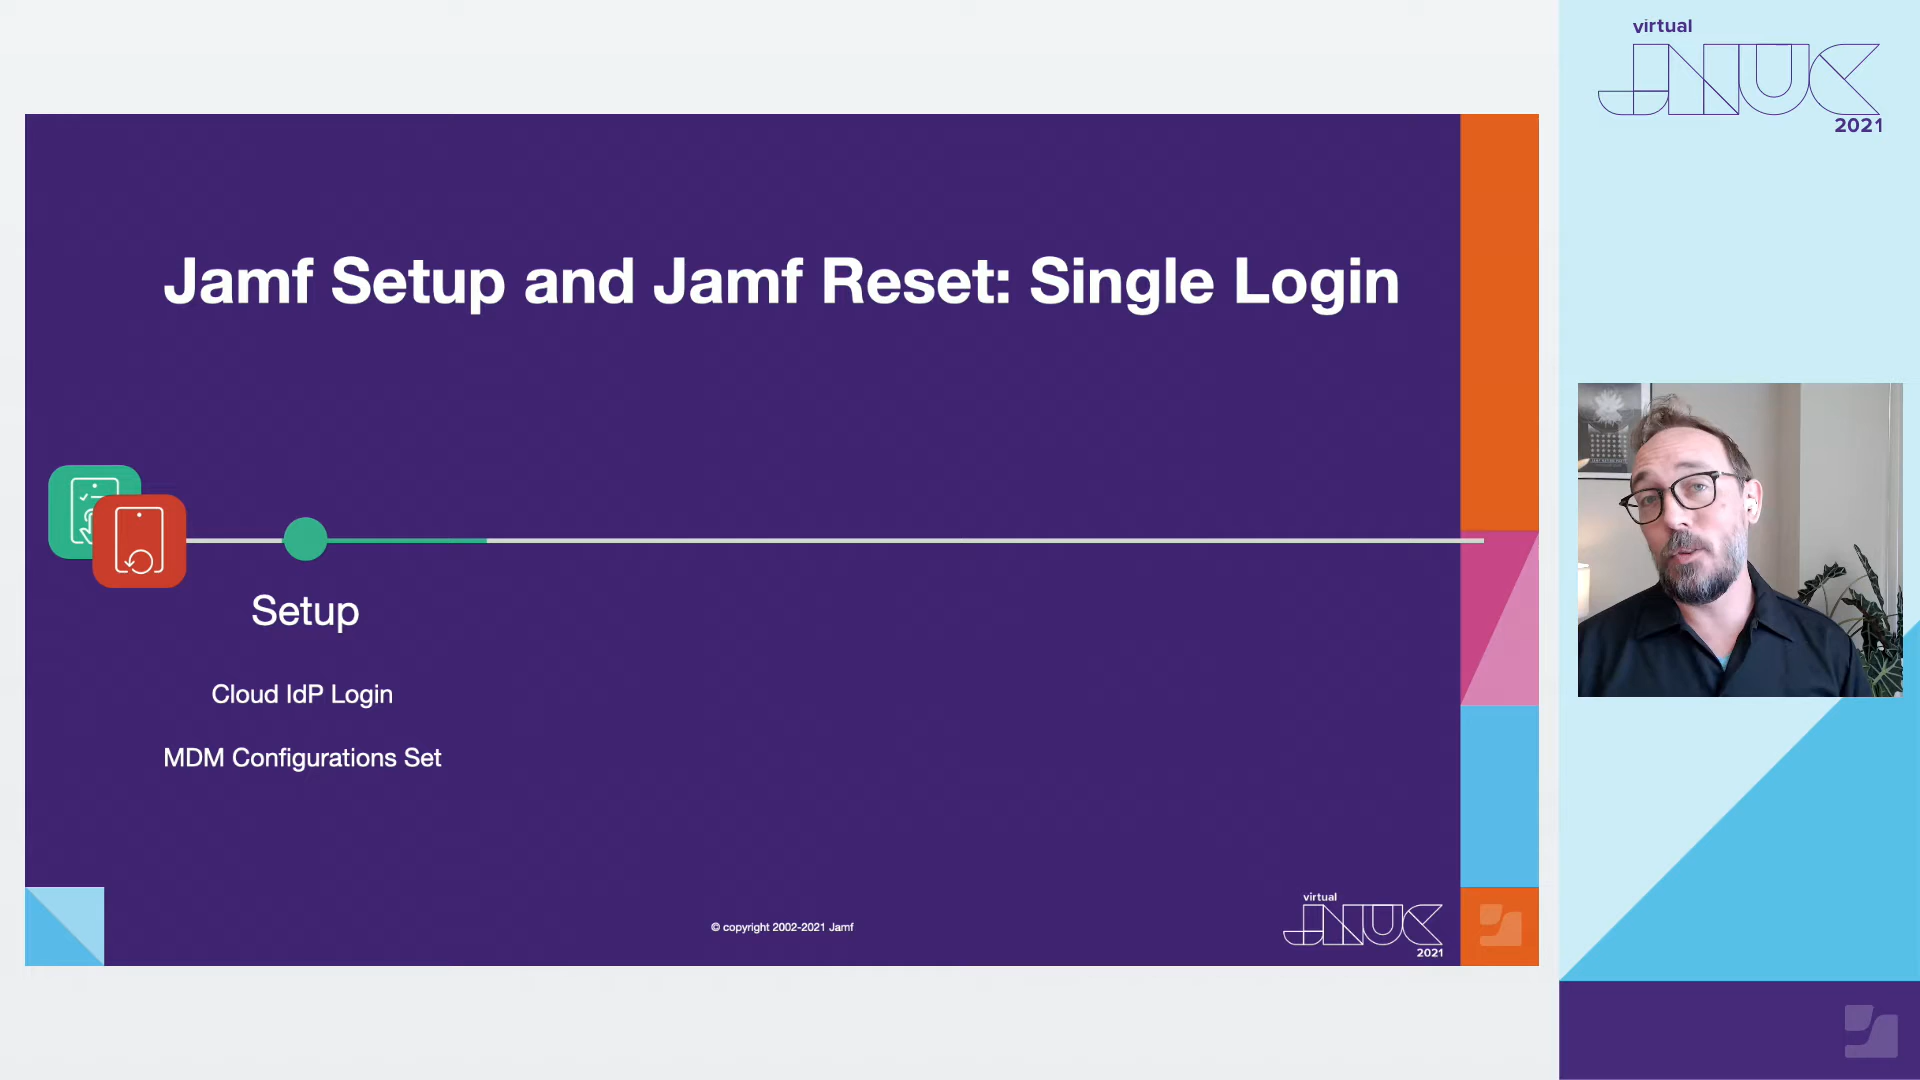 virtual
JNUC
2021
Jamf Setup and Jamf Reset: Single Login
Setup
Cloud IdP Login
MDM Configurations Set
© copyright 2002-2021 Jamf
virtual
JNUC
2021